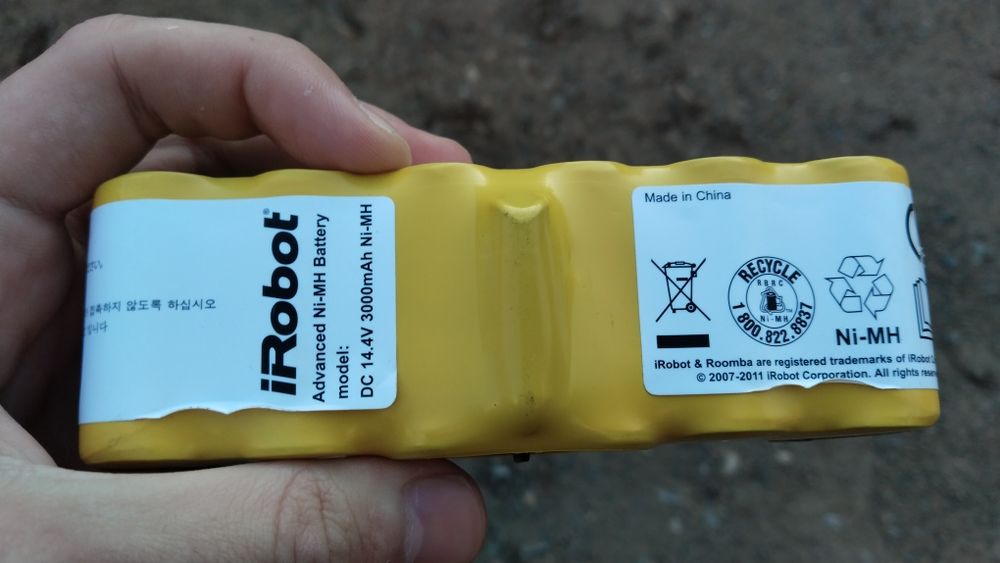 접촉하지 않도록 하십시오
iRobot®
Advanced Ni-MH Battery
model:
DC 14.4V 3000mAh Ni-MH
Made in China
RECYCLE
RBRC
Ni-MH
1.800.822.8837
Ni-MH
iRobot & Roomba are registered trademarks of iRobot
© 2007-2011 iRobot Corporation. All rights